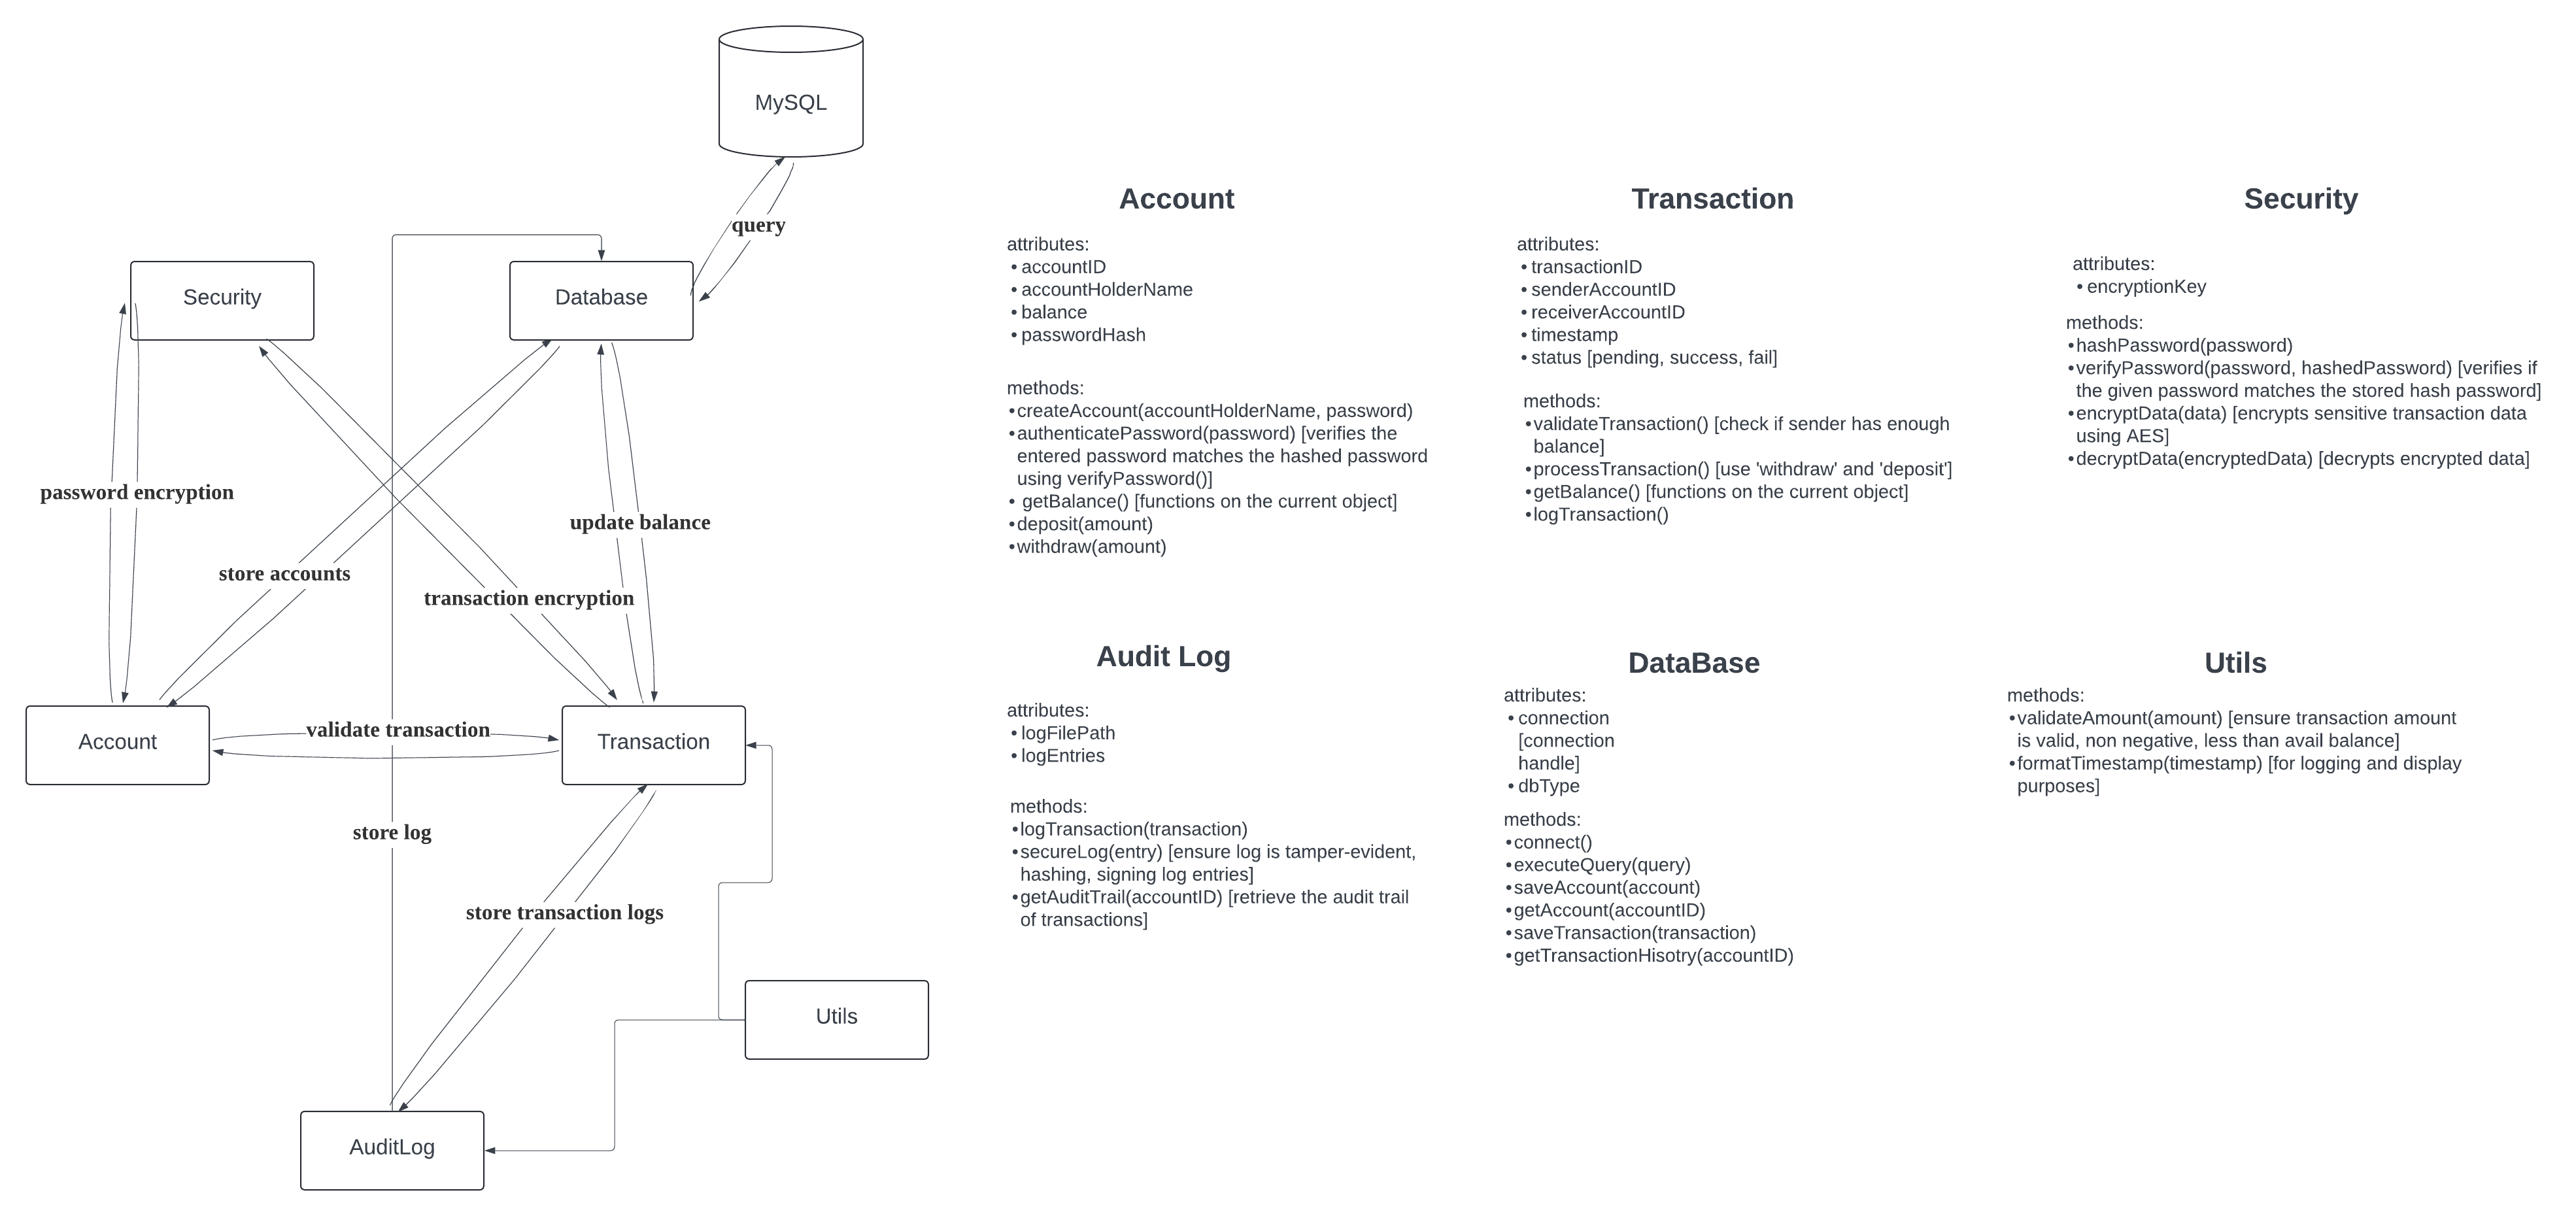 MySQL
query
Security
Database
password encryption
update balance
store accounts
transaction encryption
Account
validate transaction
Transaction
store log
store transaction logs
Utils
AuditLog
Account
attributes:
• accountID
• accountHolderName
• balance
• passwordHash
methods:
•createAccount(accountHolderName, password)
•authenticatePassword(password) [verifies the
entered password matches the hashed password
using verifyPassword()]
• getBalance() [functions on the current object]
•deposit(amount)
•withdraw(amount)
Transaction
attributes:
• transactionID
• senderAccountID
• receiverAccountID
• timestamp
• status [pending, success, fail]
methods:
•validateTransaction() [check if sender has enough
balance]
•processTransaction() [use 'withdraw' and 'deposit']
•getBalance() [functions on the current object]
•logTransaction()
Security
attributes:
• encryptionKey
methods:
•hashPassword(password)
•verifyPassword(password, hashedPassword) [verifies if
the given password matches the stored hash password]
•encryptData(data) [encrypts sensitive transaction data
using AES]
•decryptData(encryptedData) [decrypts encrypted data]
Audit Log
attributes:
• logFilePath
• logEntries
methods:
•logTransaction(transaction)
•secureLog(entry) [ensure log is tamper-evident,
hashing, signing log entries]
•getAuditTrail(accountID) [retrieve the audit trail
of transactions]
DataBase
attributes:
• connection
[connection
handle]
• dbType
methods:
•connect()
•executeQuery(query)
•saveAccount(account)
•getAccount(accountID)
•saveTransaction(transaction)
•getTransactionHisotry(accountID)
Utils
methods:
•validateAmount(amount) [ensure transaction amount
is valid, non negative, less than avail balance]
•formatTimestamp(timestamp) [for logging and display
purposes]